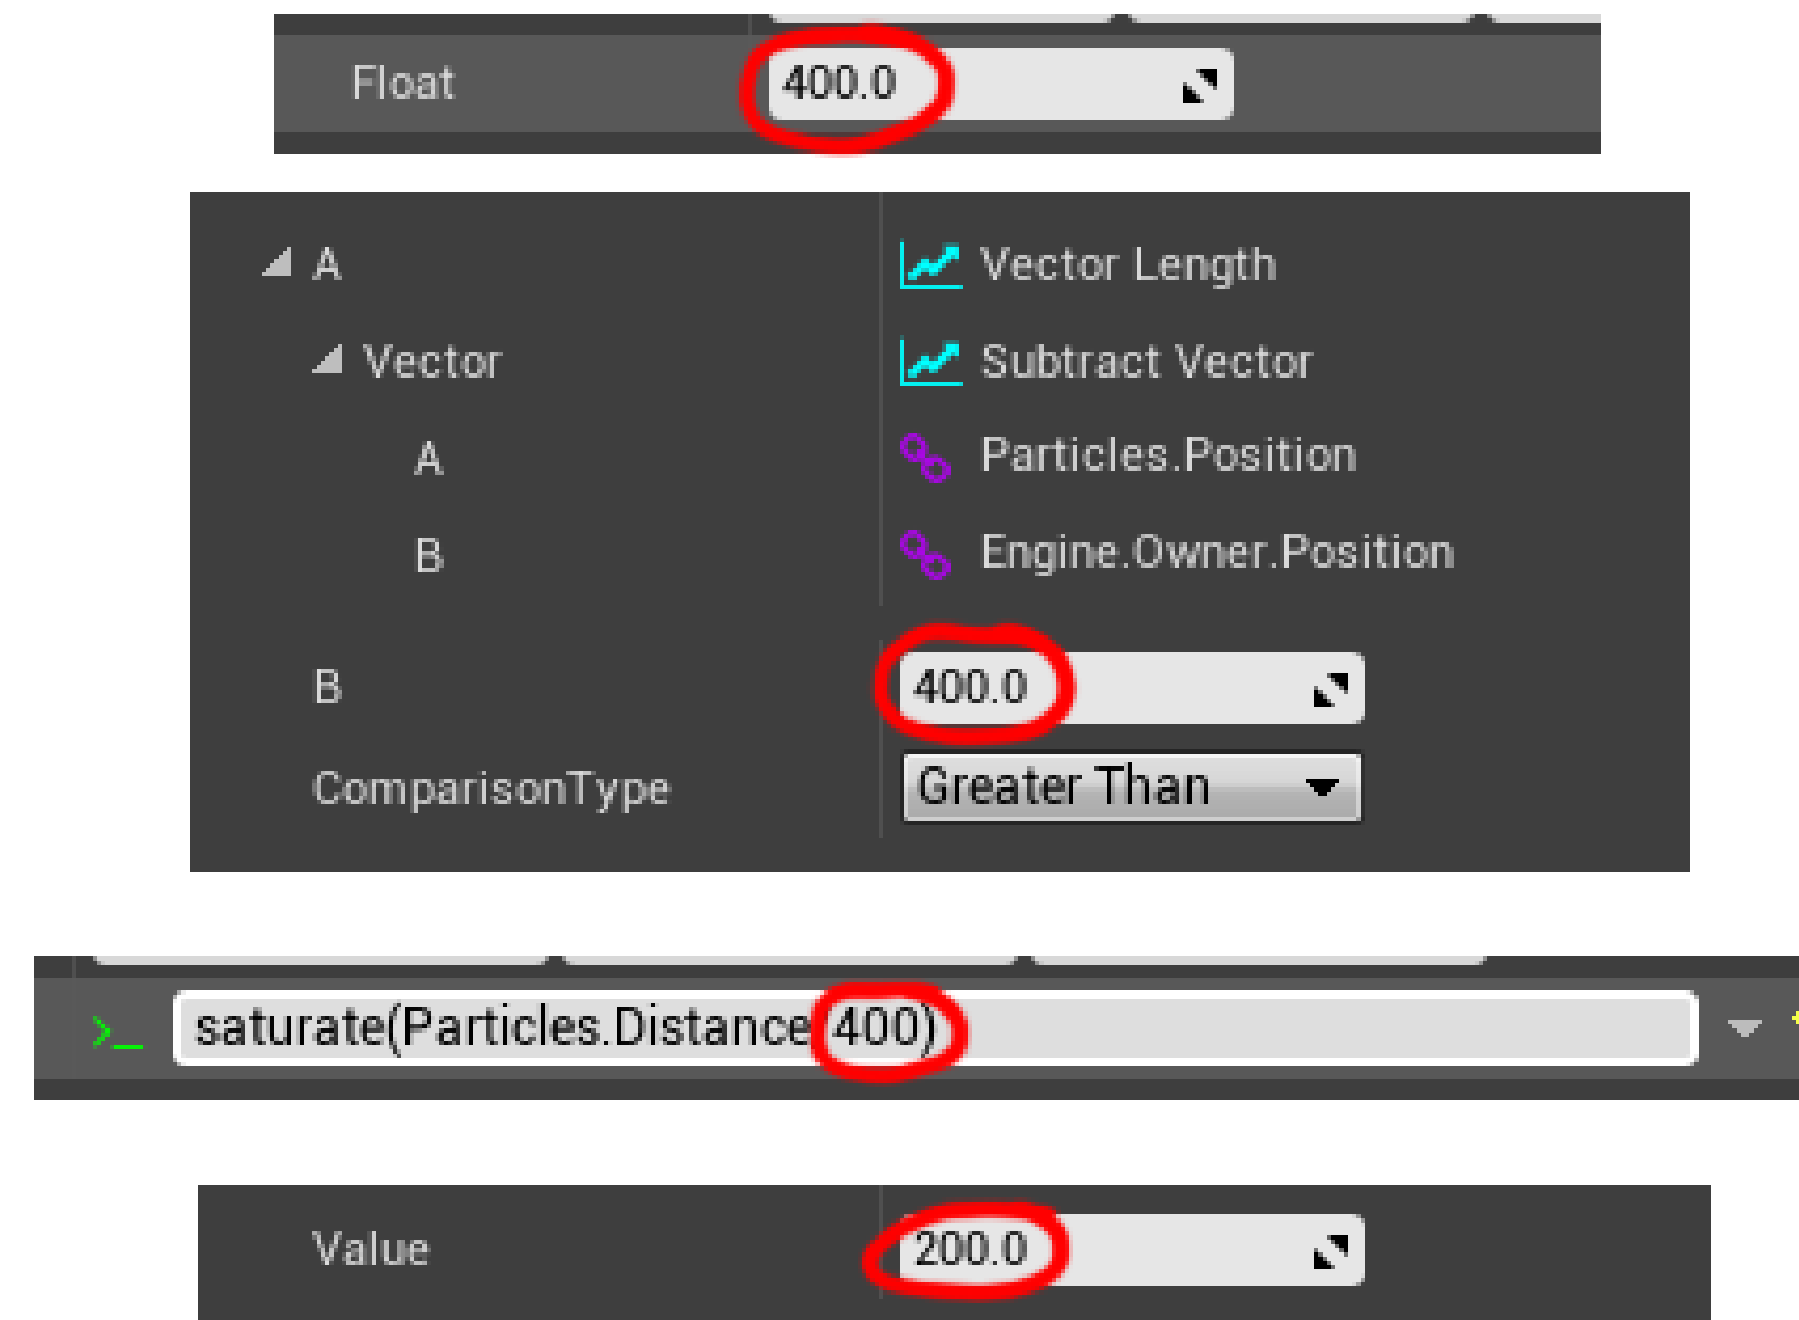 Float 400.0
A Vector Length
Vector Subtract Vector
A Particles.Position
B Engine.Owner.Position
B 400.0
ComparisonType Greater Than
>_ saturate(Particles.Distance 400)
Value 200.0